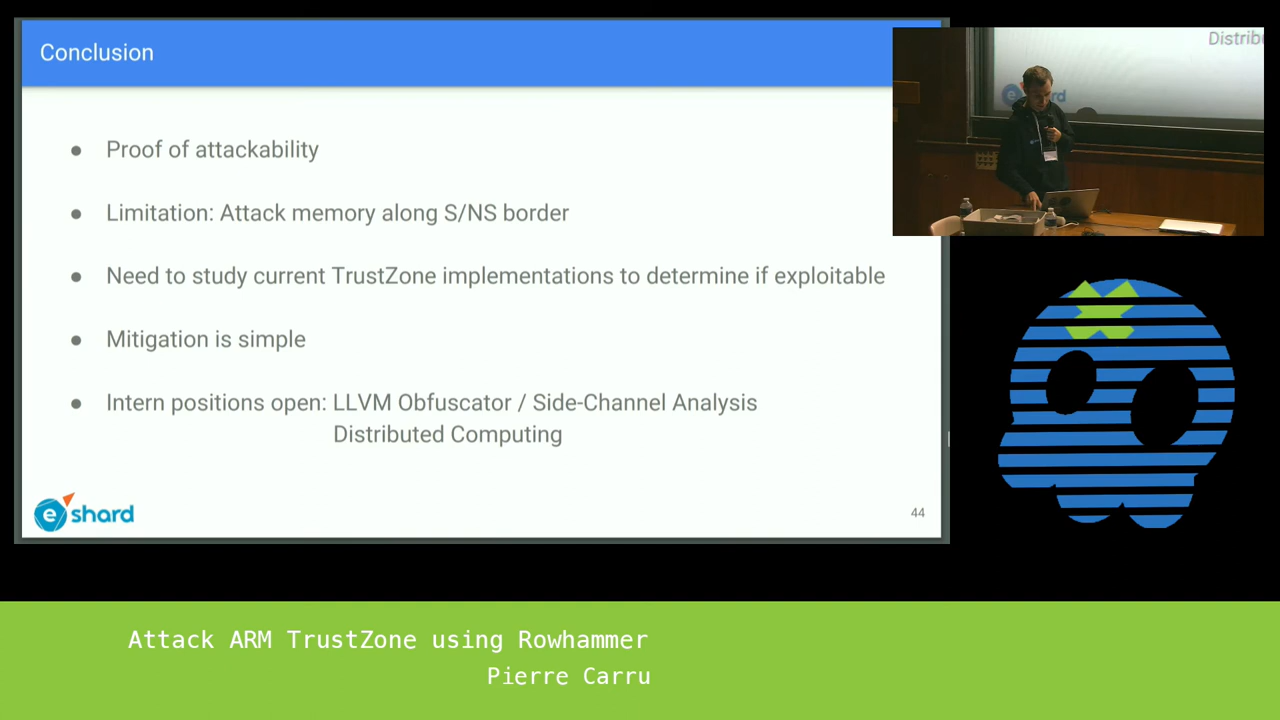 Conclusion
● Proof of attackability
● Limitation: Attack memory along S/NS border
● Need to study current TrustZone implementations to determine if exploitable
● Mitigation is simple
● Intern positions open: LLVM Obfuscator / Side-Channel Analysis
Distributed Computing
eshard
44
Distrib
eshard
Attack ARM TrustZone using Rowhammer
Pierre Carru